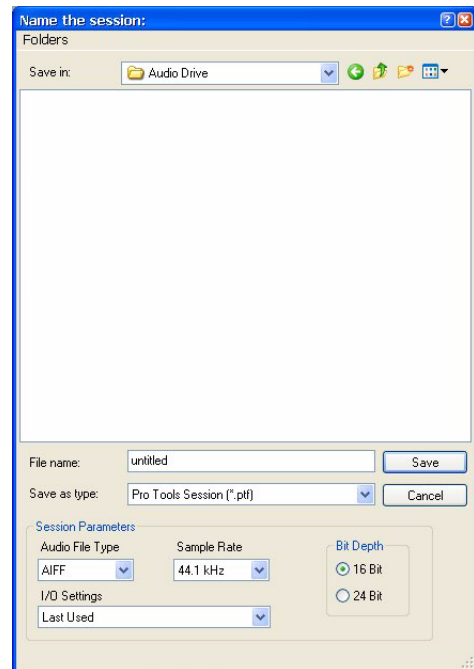 Name the session:
Folders
Save in: Audio Drive
File name: untitled Save
Save as type: Pro Tools Session (*.ptf) Cancel
Session Parameters
Audio File Type Sample Rate Bit Depth
AIFF 44.1 kHz 16 Bit
I/O Settings 24 Bit
Last Used